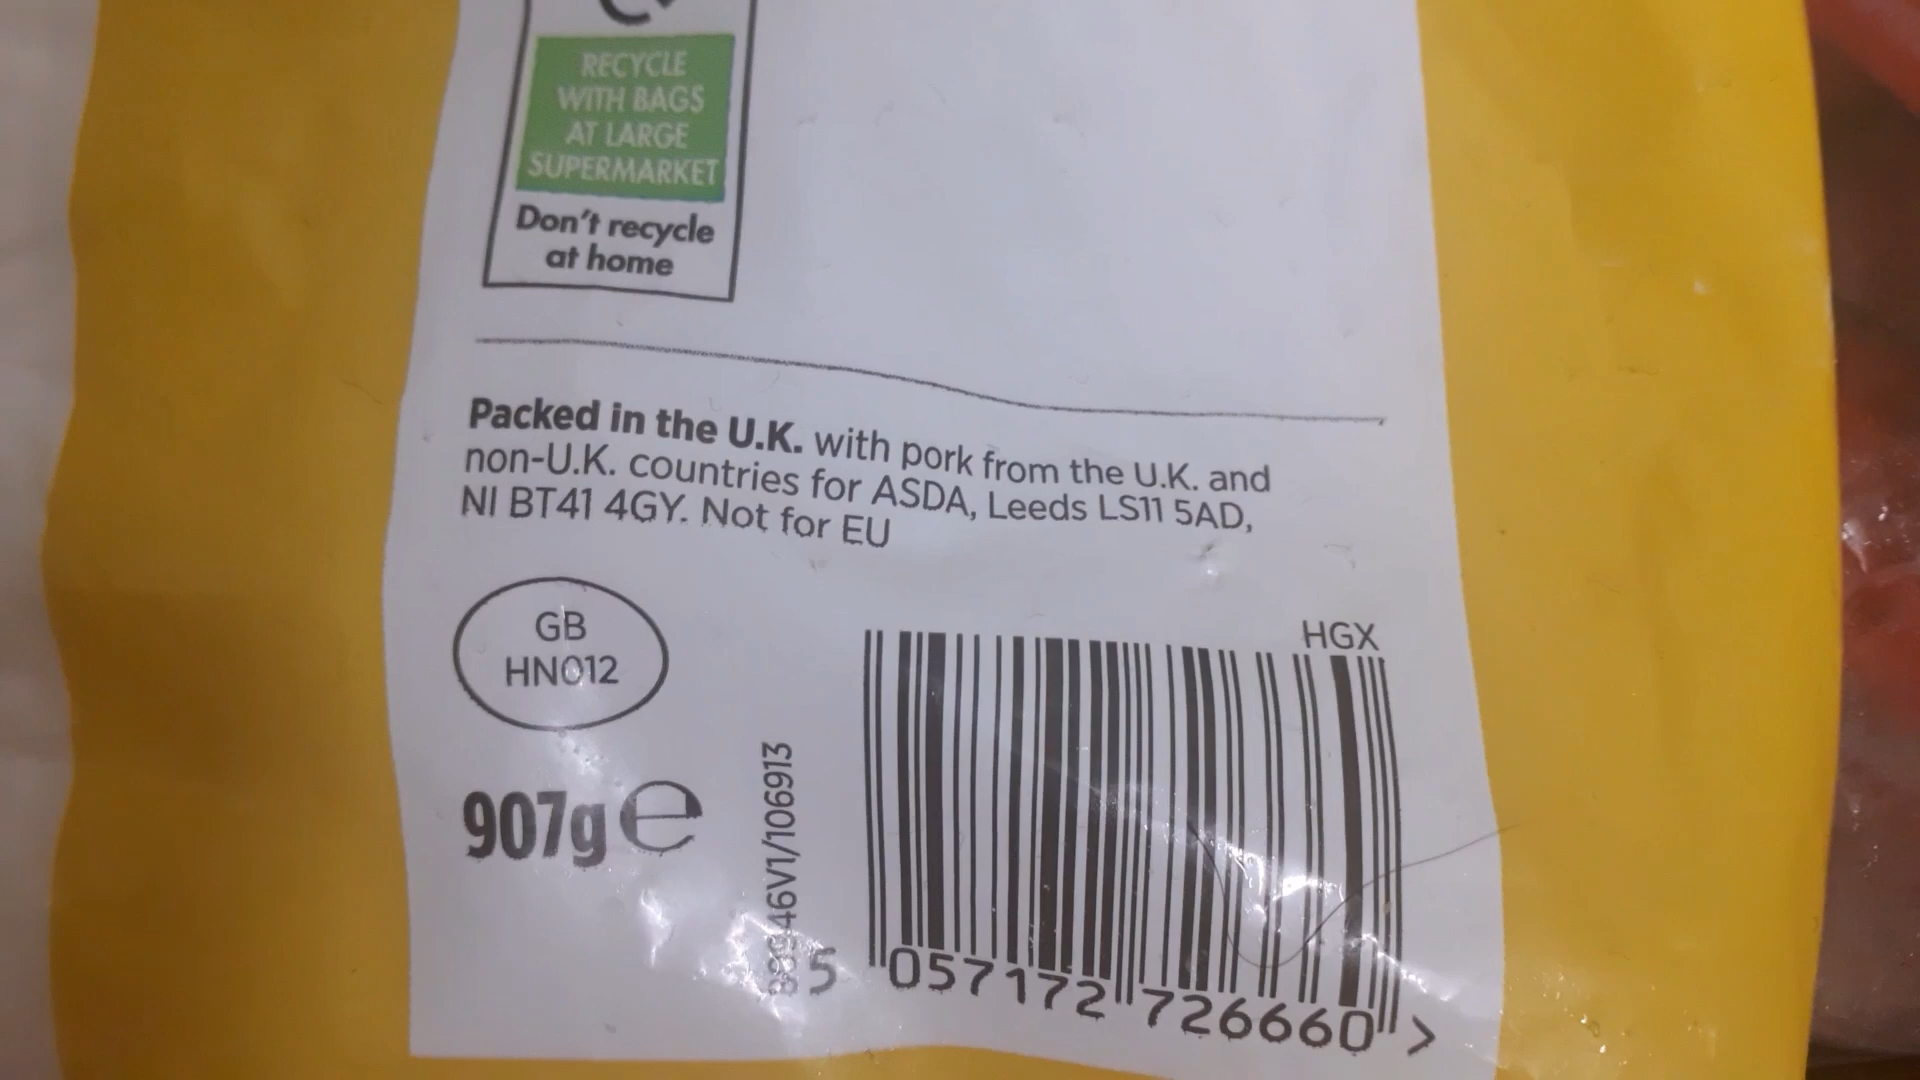 RECYCLE
WITH BAGS
AT LARGE
SUPERMARKET
Don't recycle
at home
Packed in the U.K. with pork from the U.K. and
non-U.K. countries for ASDA, Leeds LS11 5AD,
NI BT41 4GY. Not for EU
GB
HN012
907g e
HGX
5 057172 726660 >